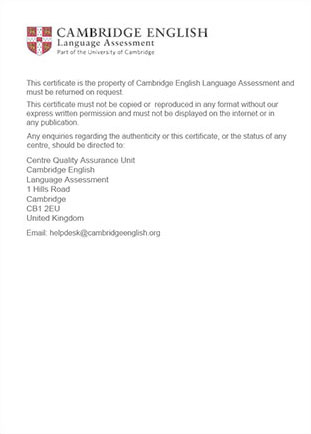 CAMBRIDGE ENGLISH
Language Assessment
Part of the University of Cambridge
This certificate is the property of Cambridge English Language Assessment and
must be returned on request.
This certificate must not be copied or reproduced in any format without our
express written permission and must not be displayed on the internet or in
any publication.
Any enquiries regarding the authenticity or this certificate, or the status of any
centre, should be directed to:
Centre Quality Assurance Unit
Cambridge English
Language Assessment
1 Hills Road
Cambridge
CB1 2EU
United Kingdom
Email: helpdesk@cambridgeenglish.org